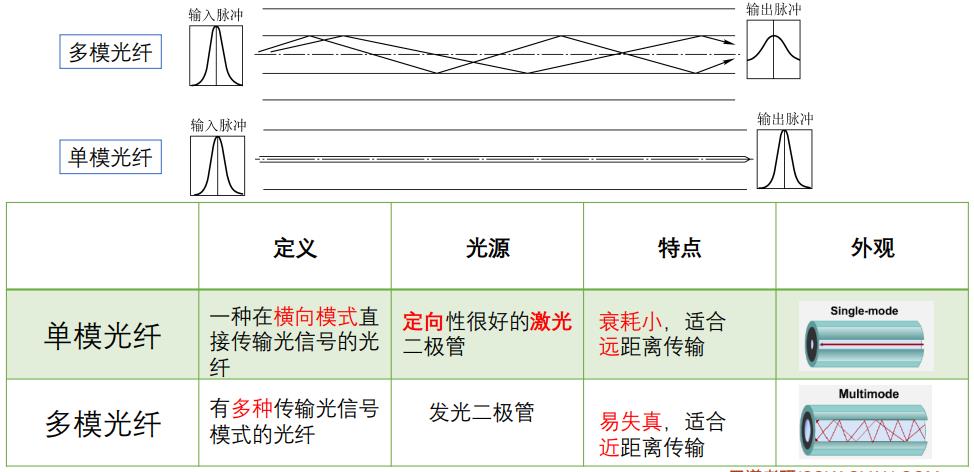 输入脉冲
输出脉冲
多模光纤
输入脉冲
输出脉冲
单模光纤
定义
光源
特点
外观
单模光纤
一种在横向模式直
接传输光信号的光
纤
定向性很好的激光
二极管
衰耗小，适合
远距离传输
Single-mode
多模光纤
有多种传输光信号
模式的光纤
发光二极管
易失真，适合
近距离传输
Multimode